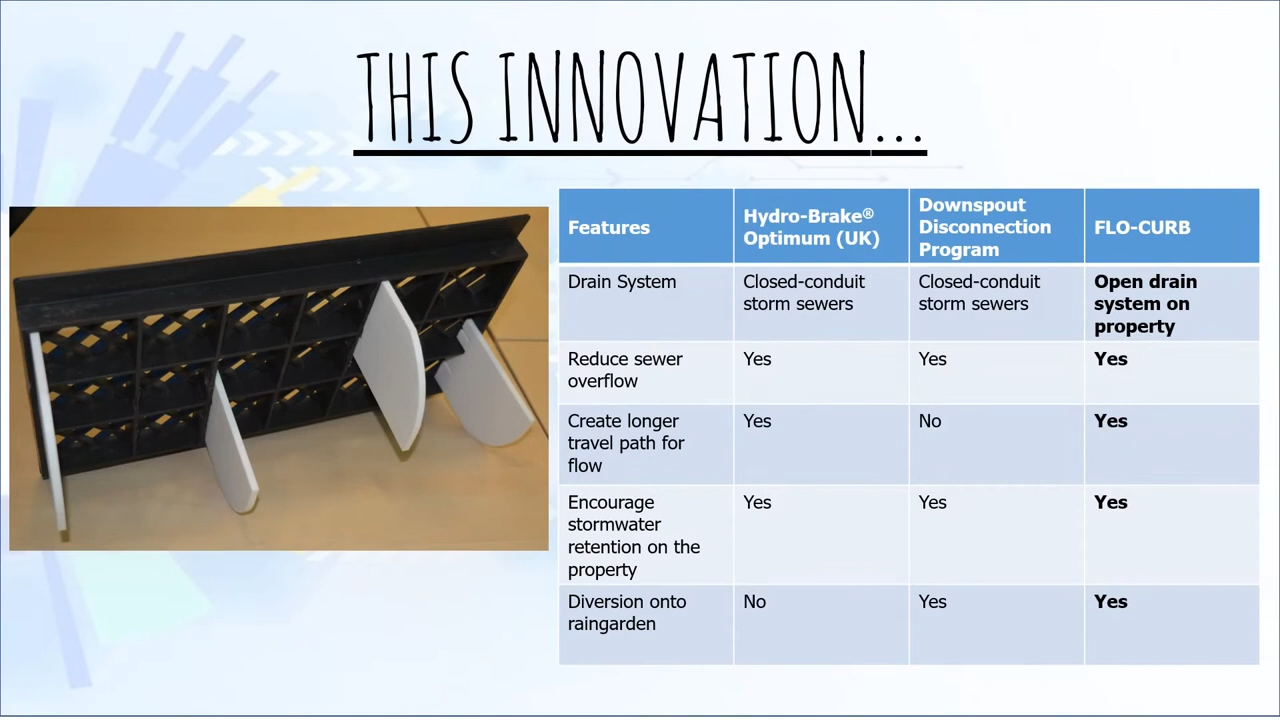 THIS INNOVATION...
Features
Hydro-Brake®
Optimum (UK)
Downspout
Disconnection
Program
FLO-CURB
Drain System
Closed-conduit
storm sewers
Closed-conduit
storm sewers
Open drain
system on
property
Reduce sewer
overflow
Yes
Yes
Yes
Create longer
travel path for
flow
Yes
No
Yes
Encourage
stormwater
retention on the
property
Yes
Yes
Yes
Diversion onto
raingarden
No
Yes
Yes